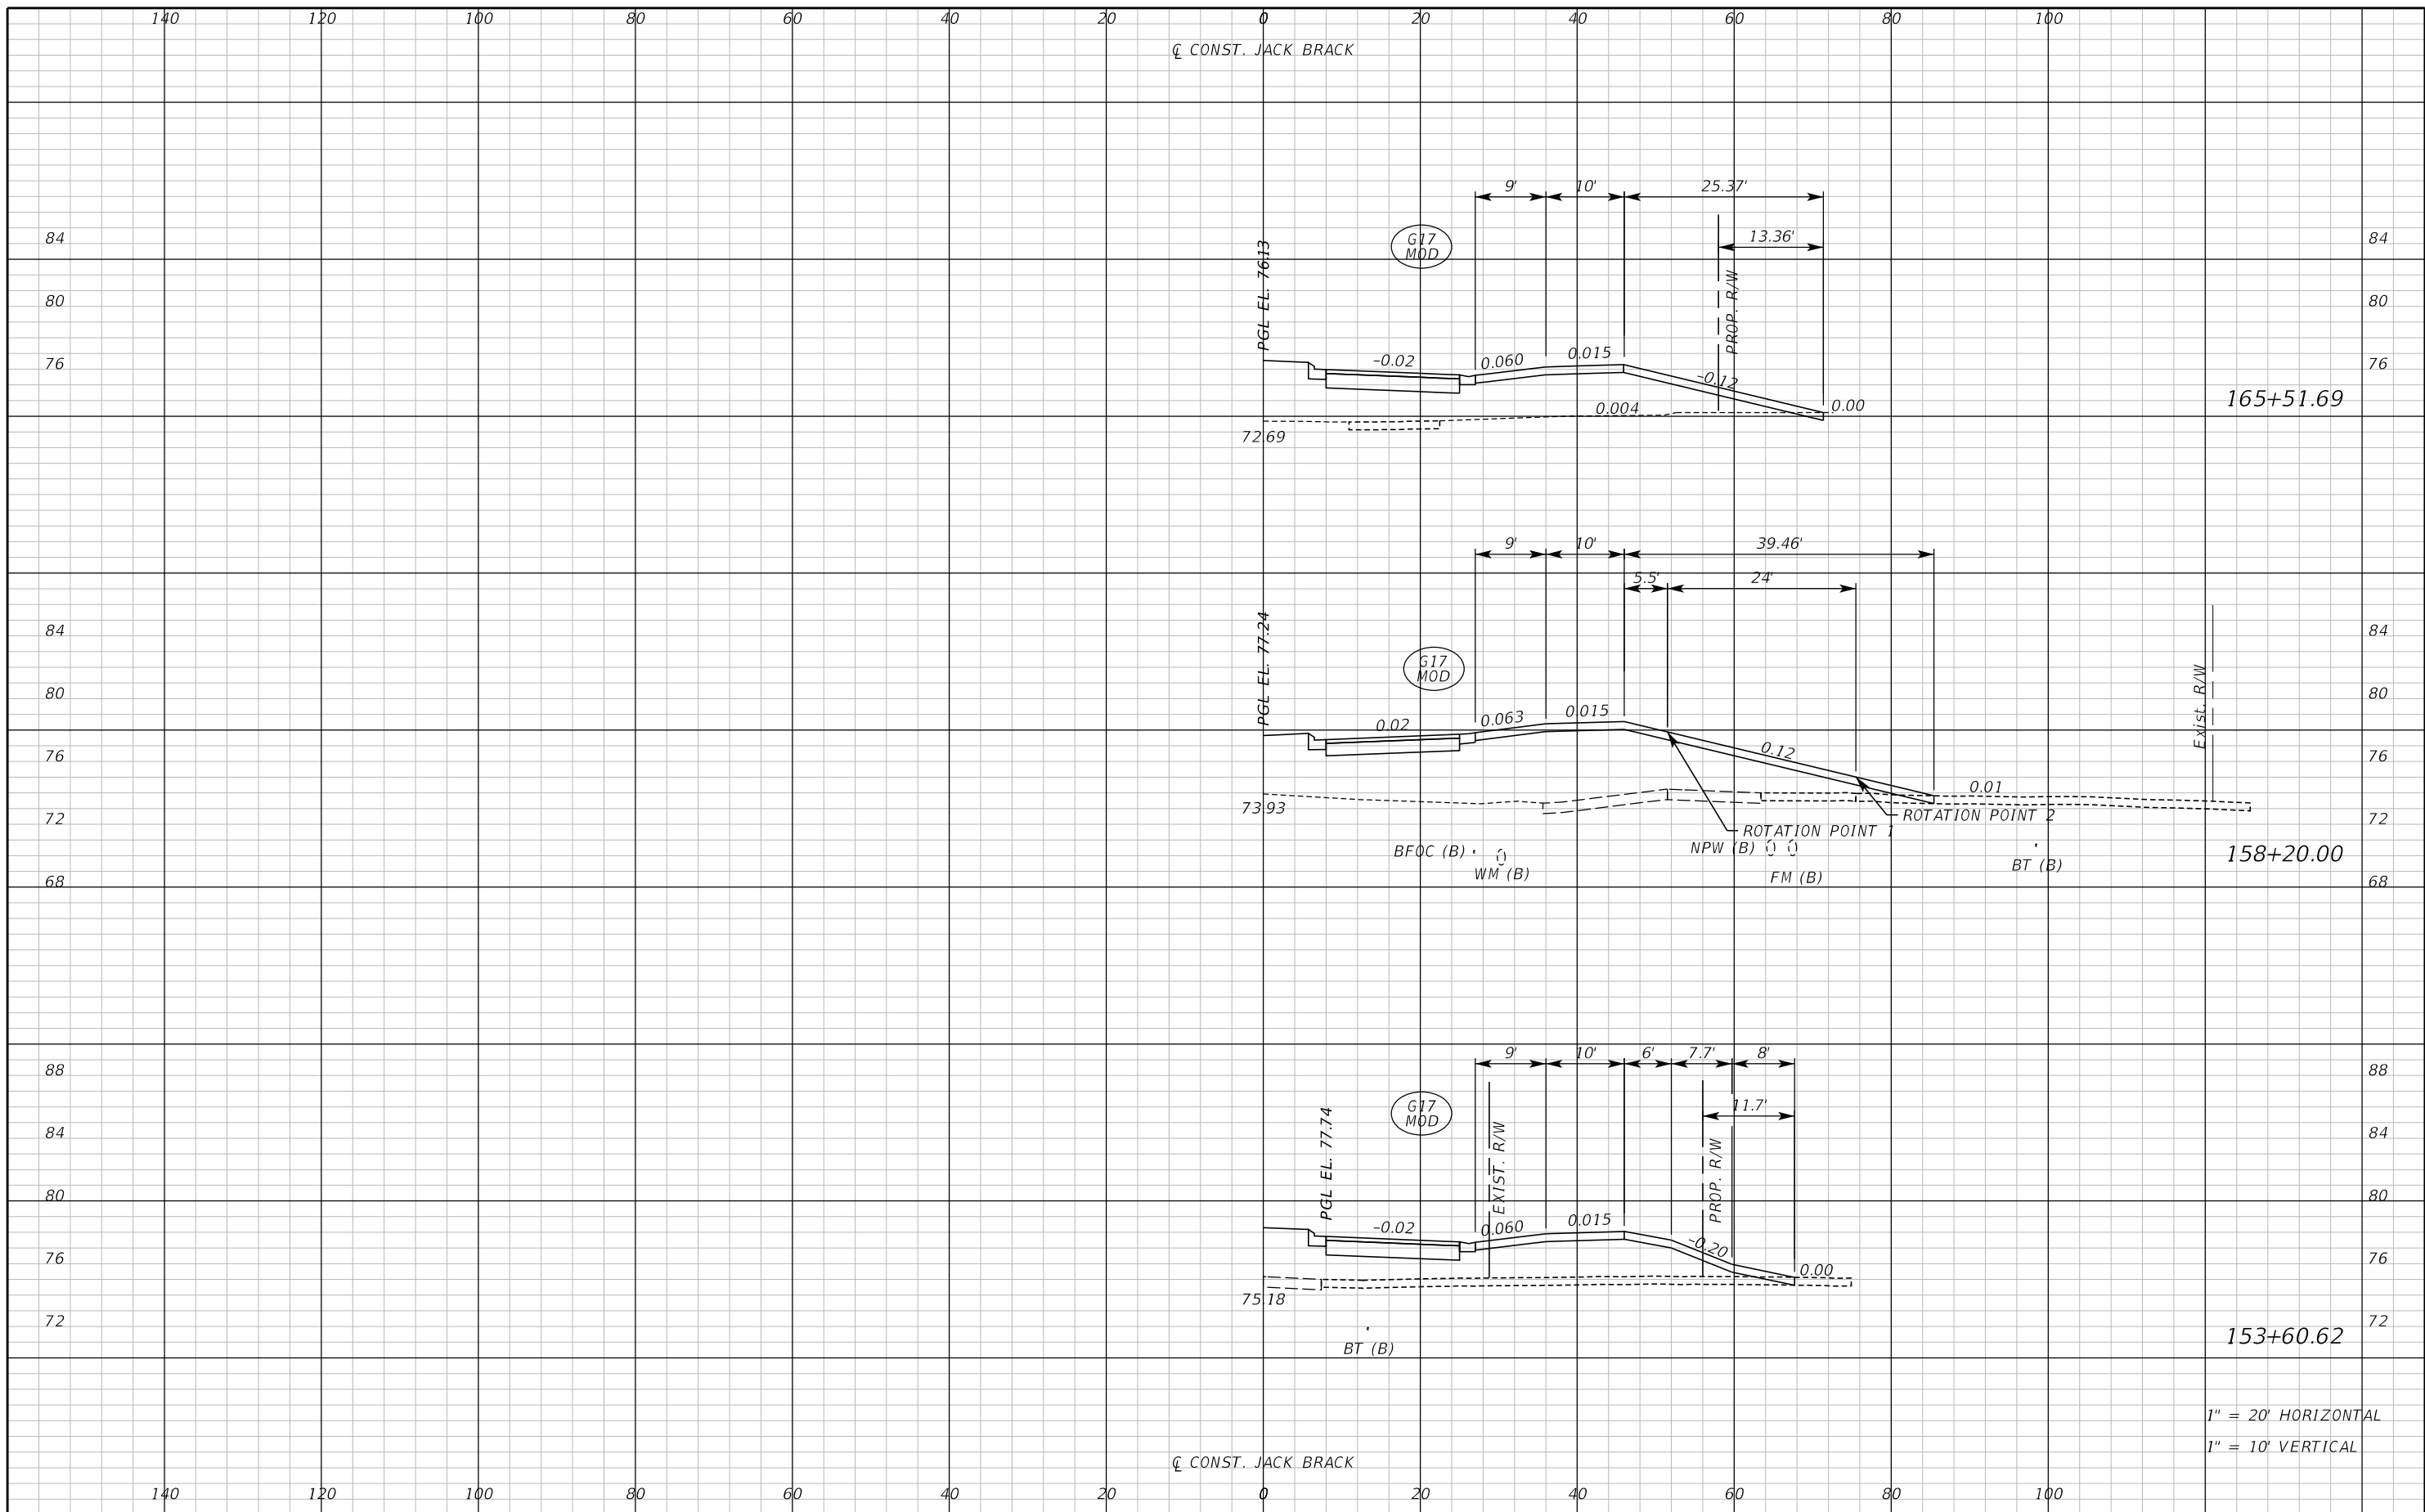 140 120 100 80 60 40 20 0 20 40 60 80 100
℄ CONST. JACK BRACK
9' 10' 25.37'
13.36'
G17
MOD
PGL EL. 76.13
PROP. R/W
84 84
80 80
76 76
-0.02 0.060 0.015 -0.12 0.00
0.004
72.69
165+51.69
9' 10' 39.46'
5.5' 24'
G17
MOD
PGL EL. 77.24
Exist. R/W
84 84
80 80
76 76
72 72
68 68
0.02 0.063 0.015 0.12 0.01
73.93
ROTATION POINT 2
ROTATION POINT 1
BFOC (B)
WM (B)
NPW (B)
FM (B)
BT (B)
158+20.00
9' 10' 6' 7.7' 8'
11.7'
G17
MOD
PGL EL. 77.74
EXIST. R/W
PROP. R/W
88 88
84 84
80 80
76 76
72 72
-0.02 0.060 0.015 -0.20 0.00
75.18
BT (B)
153+60.62
1" = 20' HORIZONTAL
1" = 10' VERTICAL
℄ CONST. JACK BRACK
140 120 100 80 60 40 20 0 20 40 60 80 100